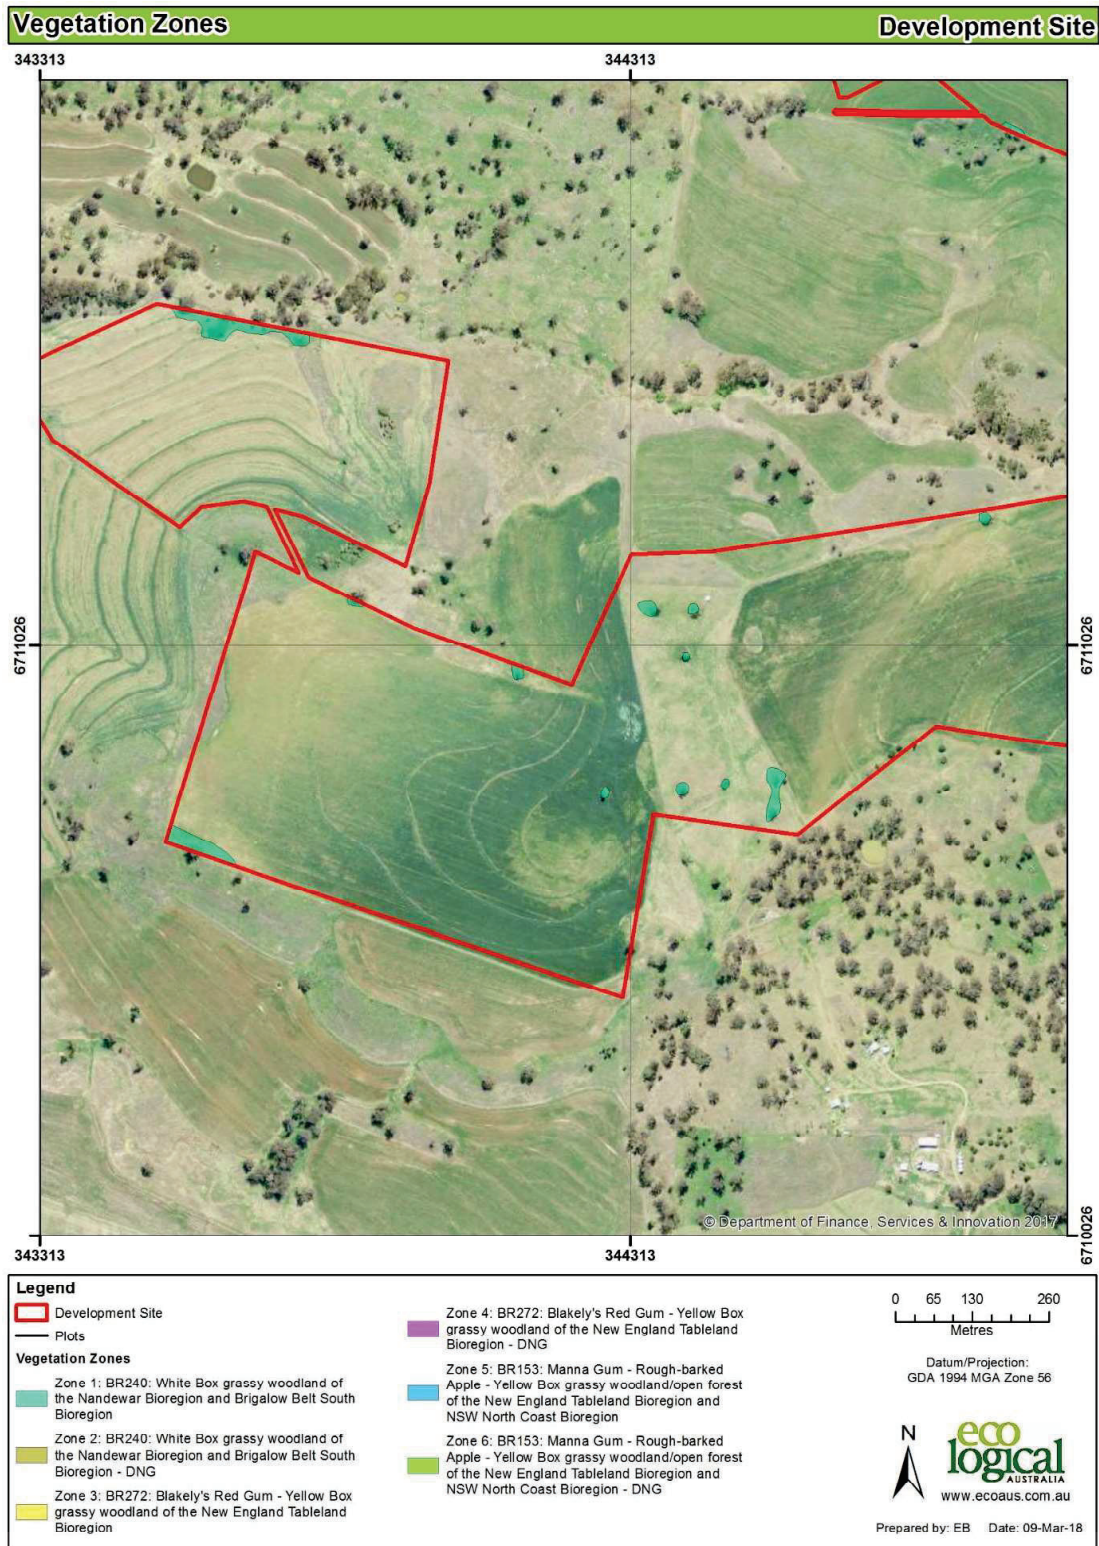 Vegetation Zones
Development Site
343313
344313
6711026
6711026
© Department of Finance, Services & Innovation 2017
343313
344313
6710026
Legend
Development Site
Plots
Vegetation Zones
Zone 1: BR240: White Box grassy woodland of
the Nandewar Bioregion and Brigalow Belt South
Bioregion
Zone 2: BR240: White Box grassy woodland of
the Nandewar Bioregion and Brigalow Belt South
Bioregion - DNG
Zone 3: BR272: Blakely's Red Gum - Yellow Box
grassy woodland of the New England Tableland
Bioregion
Zone 4: BR272: Blakely's Red Gum - Yellow Box
grassy woodland of the New England Tableland
Bioregion - DNG
Zone 5: BR153: Manna Gum - Rough-barked
Apple - Yellow Box grassy woodland/open forest
of the New England Tableland Bioregion and
NSW North Coast Bioregion
Zone 6: BR153: Manna Gum - Rough-barked
Apple - Yellow Box grassy woodland/open forest
of the New England Tableland Bioregion and
NSW North Coast Bioregion - DNG
0 65 130 260
Metres
Datum/Projection:
GDA 1994 MGA Zone 56
N
eco
logical
AUSTRALIA
www.ecoaus.com.au
Prepared by: EB Date: 09-Mar-18